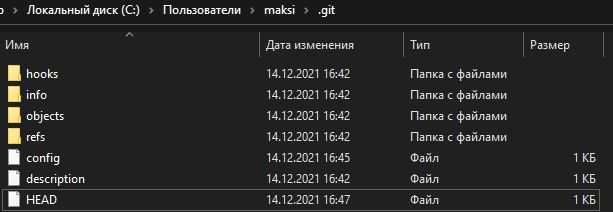 Локальный диск (C:) › Пользователи › maksi › .git
Имя Дата изменения Тип Размер
hooks 14.12.2021 16:42 Папка с файлами
info 14.12.2021 16:42 Папка с файлами
objects 14.12.2021 16:42 Папка с файлами
refs 14.12.2021 16:42 Папка с файлами
config 14.12.2021 16:45 Файл 1 КБ
description 14.12.2021 16:42 Файл 1 КБ
HEAD 14.12.2021 16:47 Файл 1 КБ